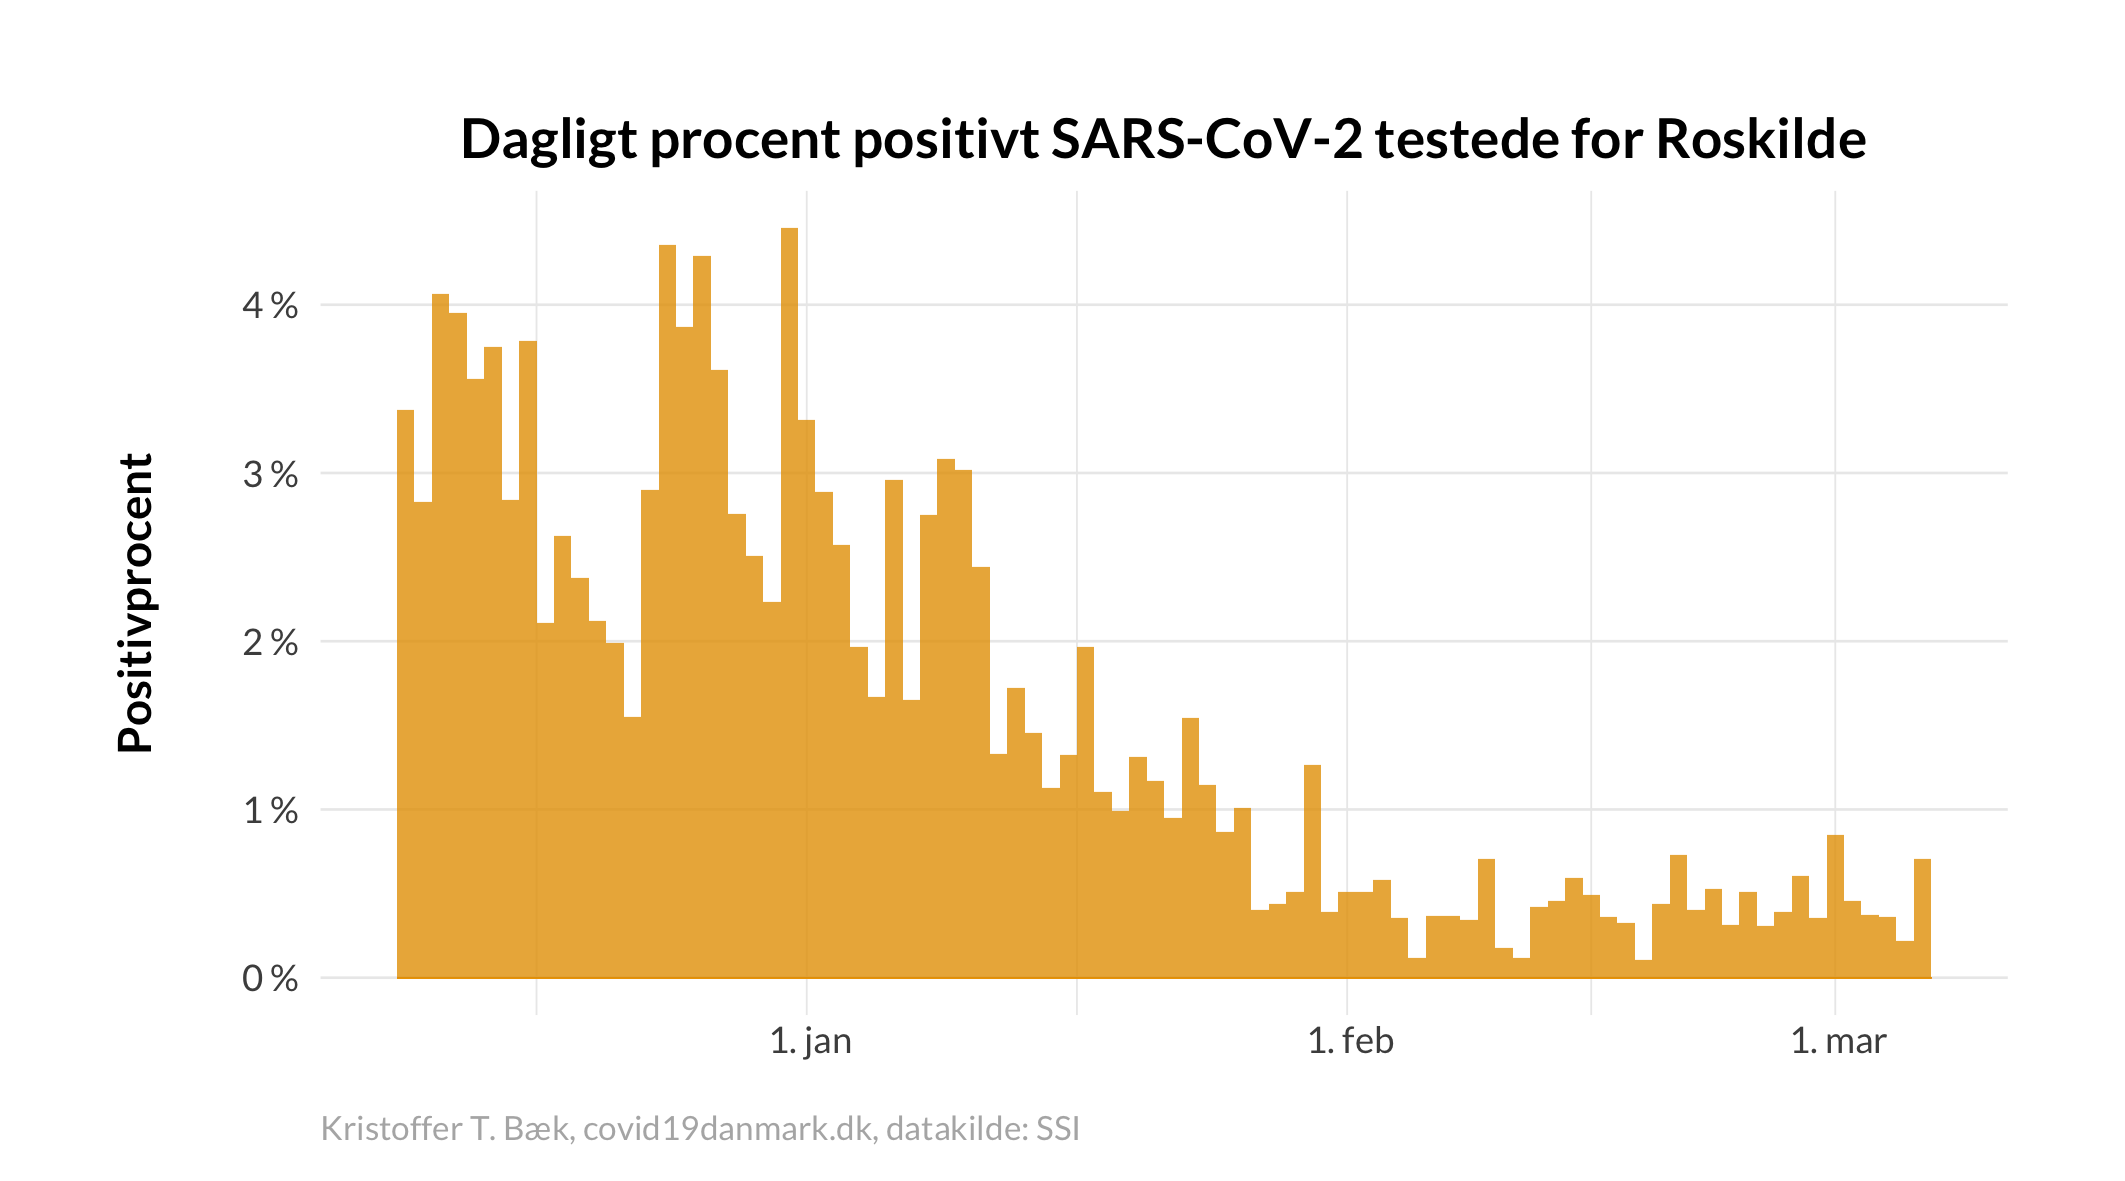 Dagligt procent positivt SARS-CoV-2 testede for Roskilde
Positivprocent
4 %
3 %
2 %
1 %
0 %
1. jan
1. feb
1. mar
Kristoffer T. Bæk, covid19danmark.dk, datakilde: SSI